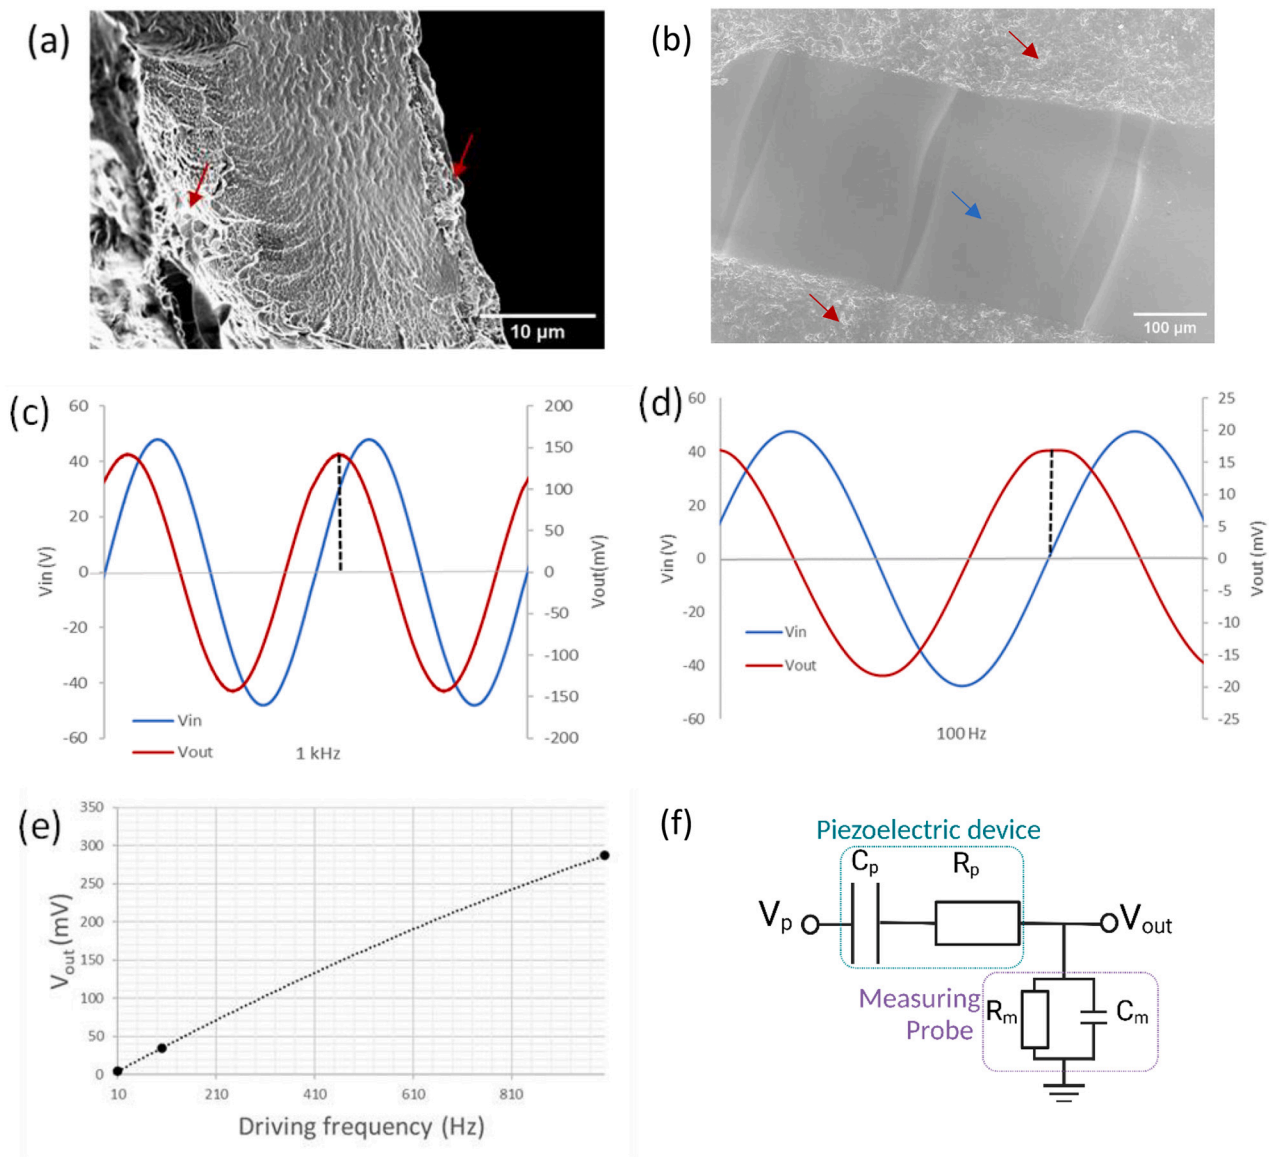 (a)
10 µm
(b)
100 µm
(c)
60
40
20
0
-20
-40
-60
Vin (V)
200
150
100
50
0
-50
-100
-150
-200
Vout(mV)
Vin
Vout
1 kHz
(d)
60
40
20
0
-20
-40
-60
Vin (V)
25
20
15
10
5
0
-5
-10
-15
-20
-25
Vout (mV)
Vin
Vout
100 Hz
(e)
350
300
250
200
150
100
50
0
Vout (mV)
10 210 410 610 810
Driving frequency (Hz)
(f)
Piezoelectric device
Cp Rp
Vp Vout
Measuring
Probe
Rm Cm